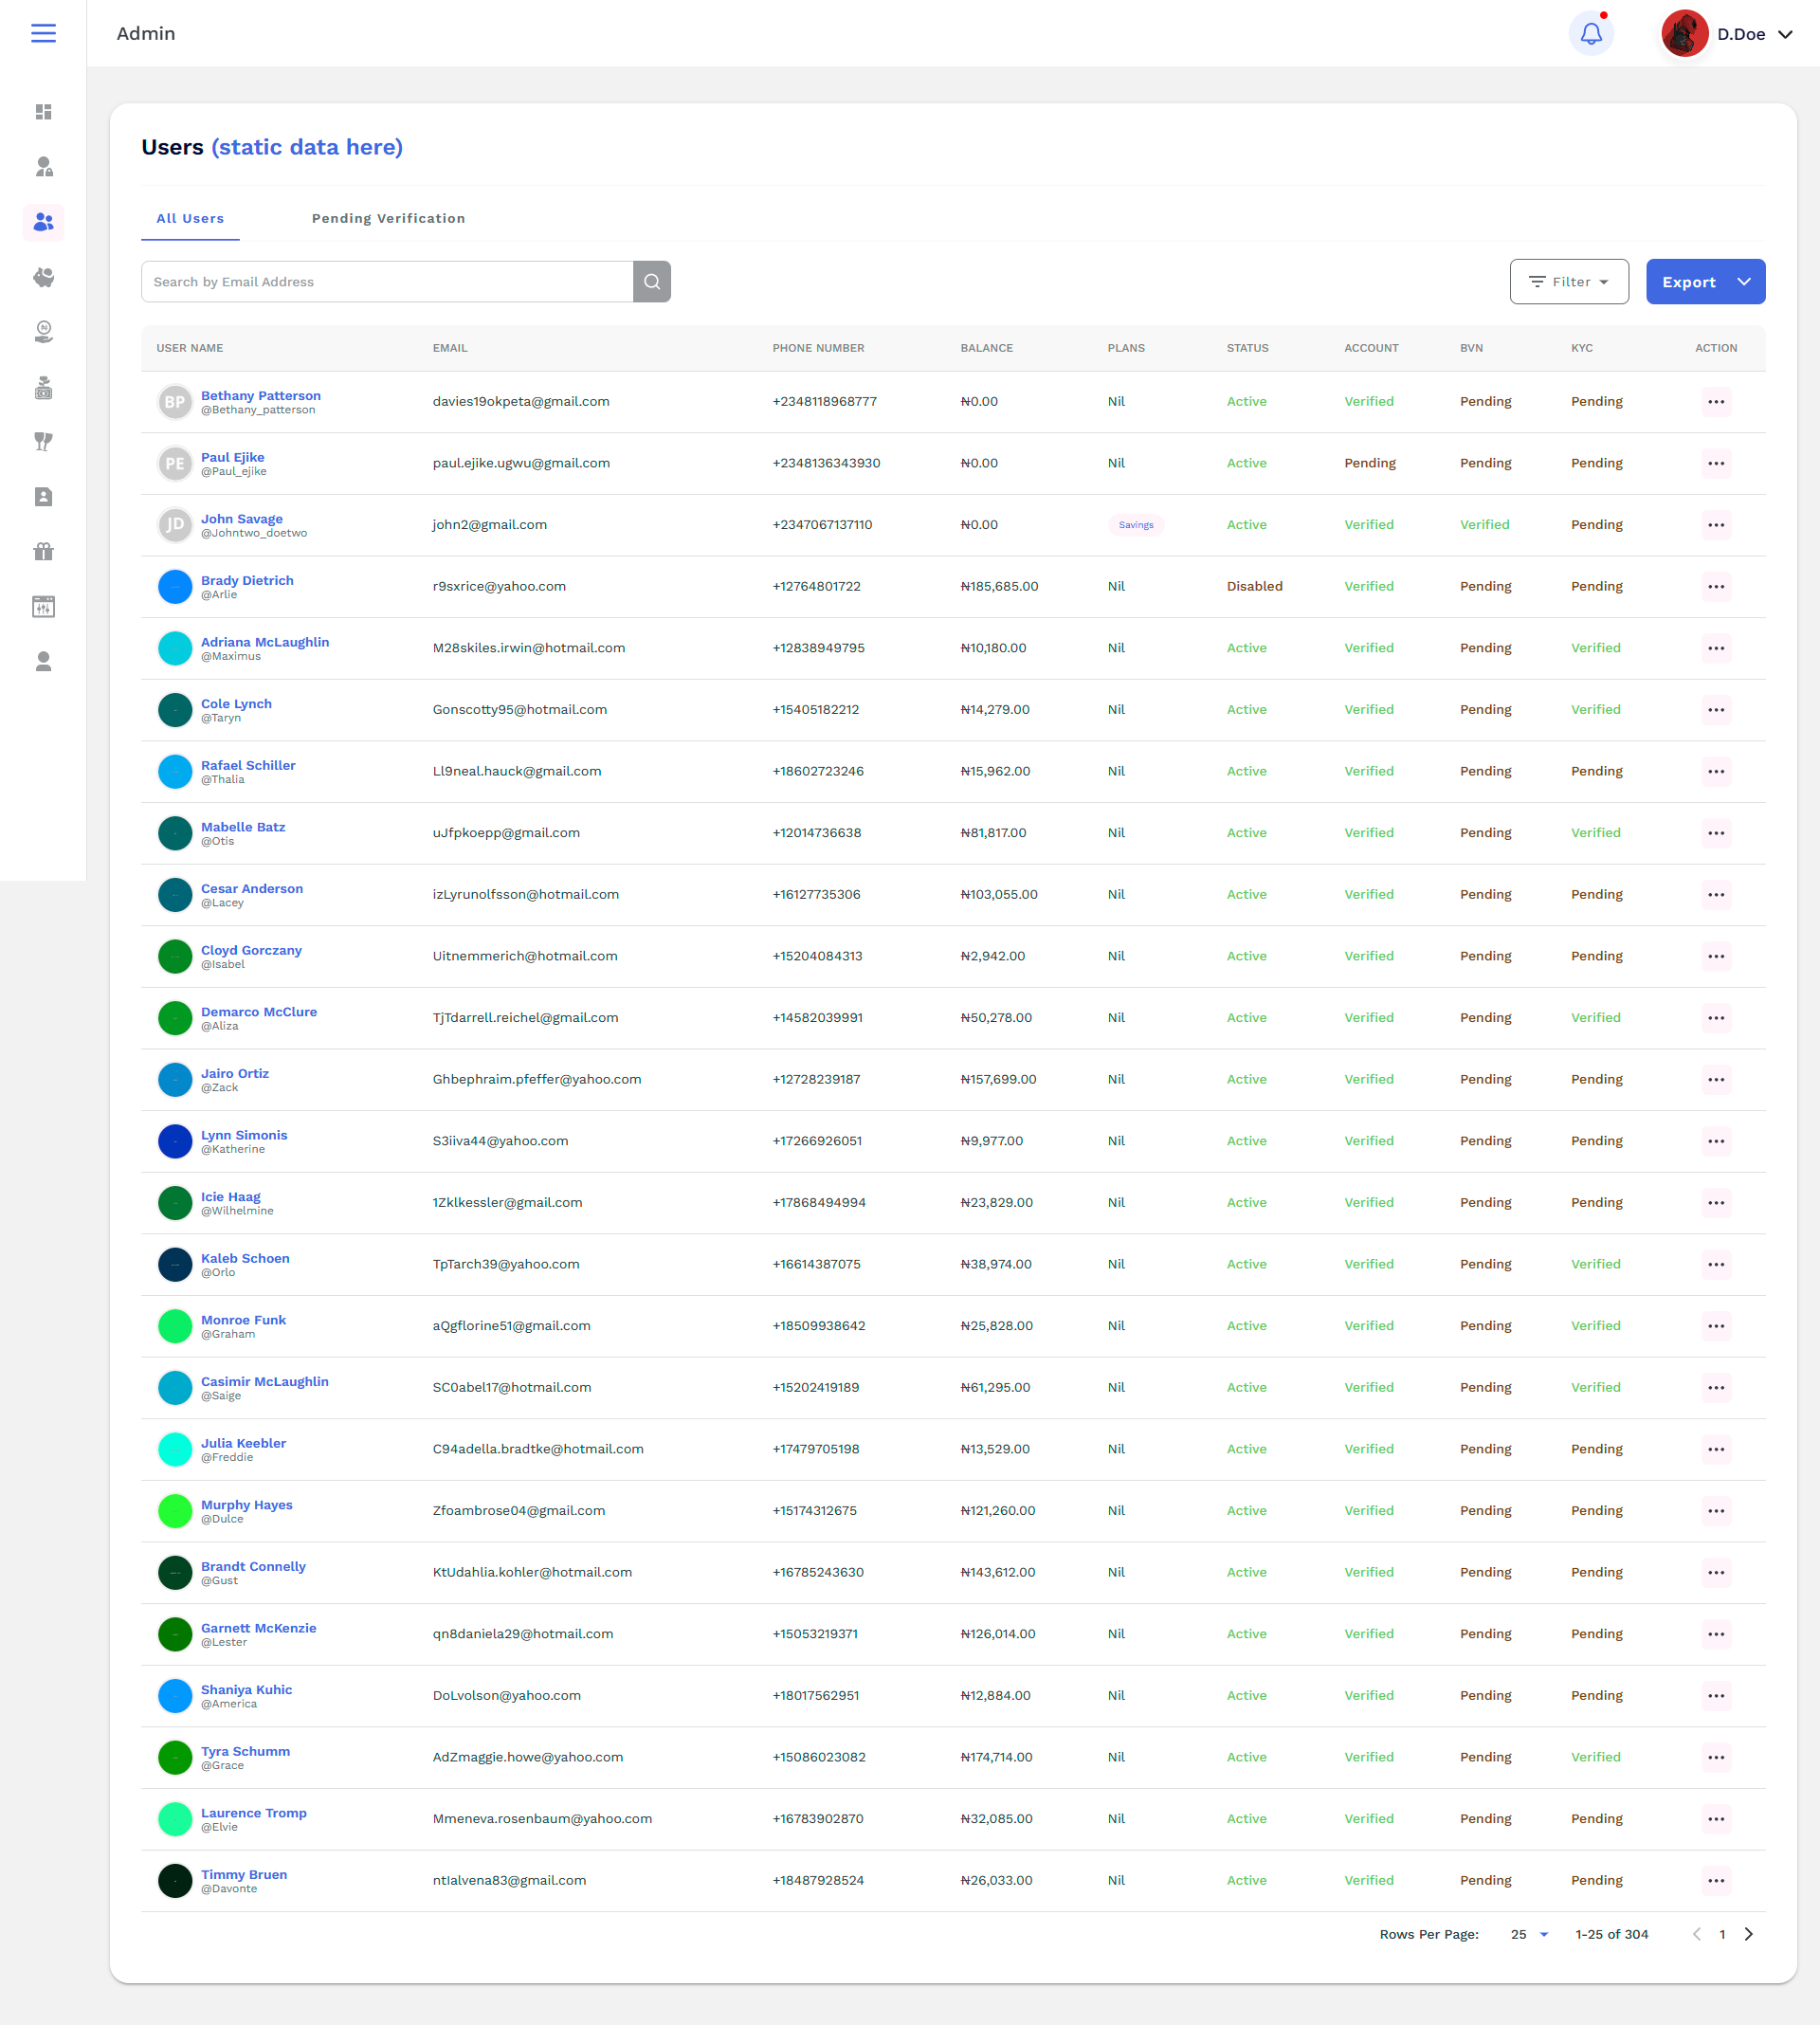 Admin
D.Doe
Users (static data here)
All Users Pending Verification
Search by Email Address Filter Export
USER NAME EMAIL PHONE NUMBER BALANCE PLANS STATUS ACCOUNT BVN KYC ACTION
BP Bethany Patterson davies19okpeta@gmail.com +2348118968777 ₦0.00 Nil Active Verified Pending Pending
@Bethany_patterson
PE Paul Ejike paul.ejike.ugwu@gmail.com +2348136343930 ₦0.00 Nil Active Pending Pending Pending
@Paul_ejike
JD John Savage john2@gmail.com +2347067137110 ₦0.00 Savings Active Verified Verified Pending
@Johntwo_doetwo
Brady Dietrich r9sxrice@yahoo.com +12764801722 ₦185,685.00 Nil Disabled Verified Pending Pending
@Arlie
Adriana McLaughlin M28skiles.irwin@hotmail.com +12838949795 ₦10,180.00 Nil Active Verified Pending Verified
@Maximus
Cole Lynch Gonscotty95@hotmail.com +15405182212 ₦14,279.00 Nil Active Verified Pending Verified
@Taryn
Rafael Schiller Ll9neal.hauck@gmail.com +18602723246 ₦15,962.00 Nil Active Verified Pending Pending
@Thalia
Mabelle Batz uJfpkoepp@gmail.com +12014736638 ₦81,817.00 Nil Active Verified Pending Verified
@Otis
Cesar Anderson izLyrunolfsson@hotmail.com +16127735306 ₦103,055.00 Nil Active Verified Pending Pending
@Lacey
Cloyd Gorczany Uitnemmerich@hotmail.com +15204084313 ₦2,942.00 Nil Active Verified Pending Pending
@Isabel
Demarco McClure TjTdarrell.reichel@gmail.com +14582039991 ₦50,278.00 Nil Active Verified Pending Verified
@Aliza
Jairo Ortiz Ghbephraim.pfeffer@yahoo.com +12728239187 ₦157,699.00 Nil Active Verified Pending Pending
@Zack
Lynn Simonis S3iiva44@yahoo.com +17266926051 ₦9,977.00 Nil Active Verified Pending Pending
@Katherine
Icie Haag 1Zklkessler@gmail.com +17868494994 ₦23,829.00 Nil Active Verified Pending Pending
@Wilhelmine
Kaleb Schoen TpTarch39@yahoo.com +16614387075 ₦38,974.00 Nil Active Verified Pending Verified
@Orlo
Monroe Funk aQgflorine51@gmail.com +18509938642 ₦25,828.00 Nil Active Verified Pending Verified
@Graham
Casimir McLaughlin SC0abel17@hotmail.com +15202419189 ₦61,295.00 Nil Active Verified Pending Verified
@Saige
Julia Keebler C94adella.bradtke@hotmail.com +17479705198 ₦13,529.00 Nil Active Verified Pending Pending
@Freddie
Murphy Hayes Zfoambrose04@gmail.com +15174312675 ₦121,260.00 Nil Active Verified Pending Pending
@Dulce
Brandt Connelly KtUdahlia.kohler@hotmail.com +16785243630 ₦143,612.00 Nil Active Verified Pending Pending
@Gust
Garnett McKenzie qn8daniela29@hotmail.com +15053219371 ₦126,014.00 Nil Active Verified Pending Pending
@Lester
Shaniya Kuhic DoLvolson@yahoo.com +18017562951 ₦12,884.00 Nil Active Verified Pending Pending
@America
Tyra Schumm AdZmaggie.howe@yahoo.com +15086023082 ₦174,714.00 Nil Active Verified Pending Verified
@Grace
Laurence Tromp Mmeneva.rosenbaum@yahoo.com +16783902870 ₦32,085.00 Nil Active Verified Pending Pending
@Elvie
Timmy Bruen ntIalvena83@gmail.com +18487928524 ₦26,033.00 Nil Active Verified Pending Pending
@Davonte
Rows Per Page: 25 1-25 of 304 1